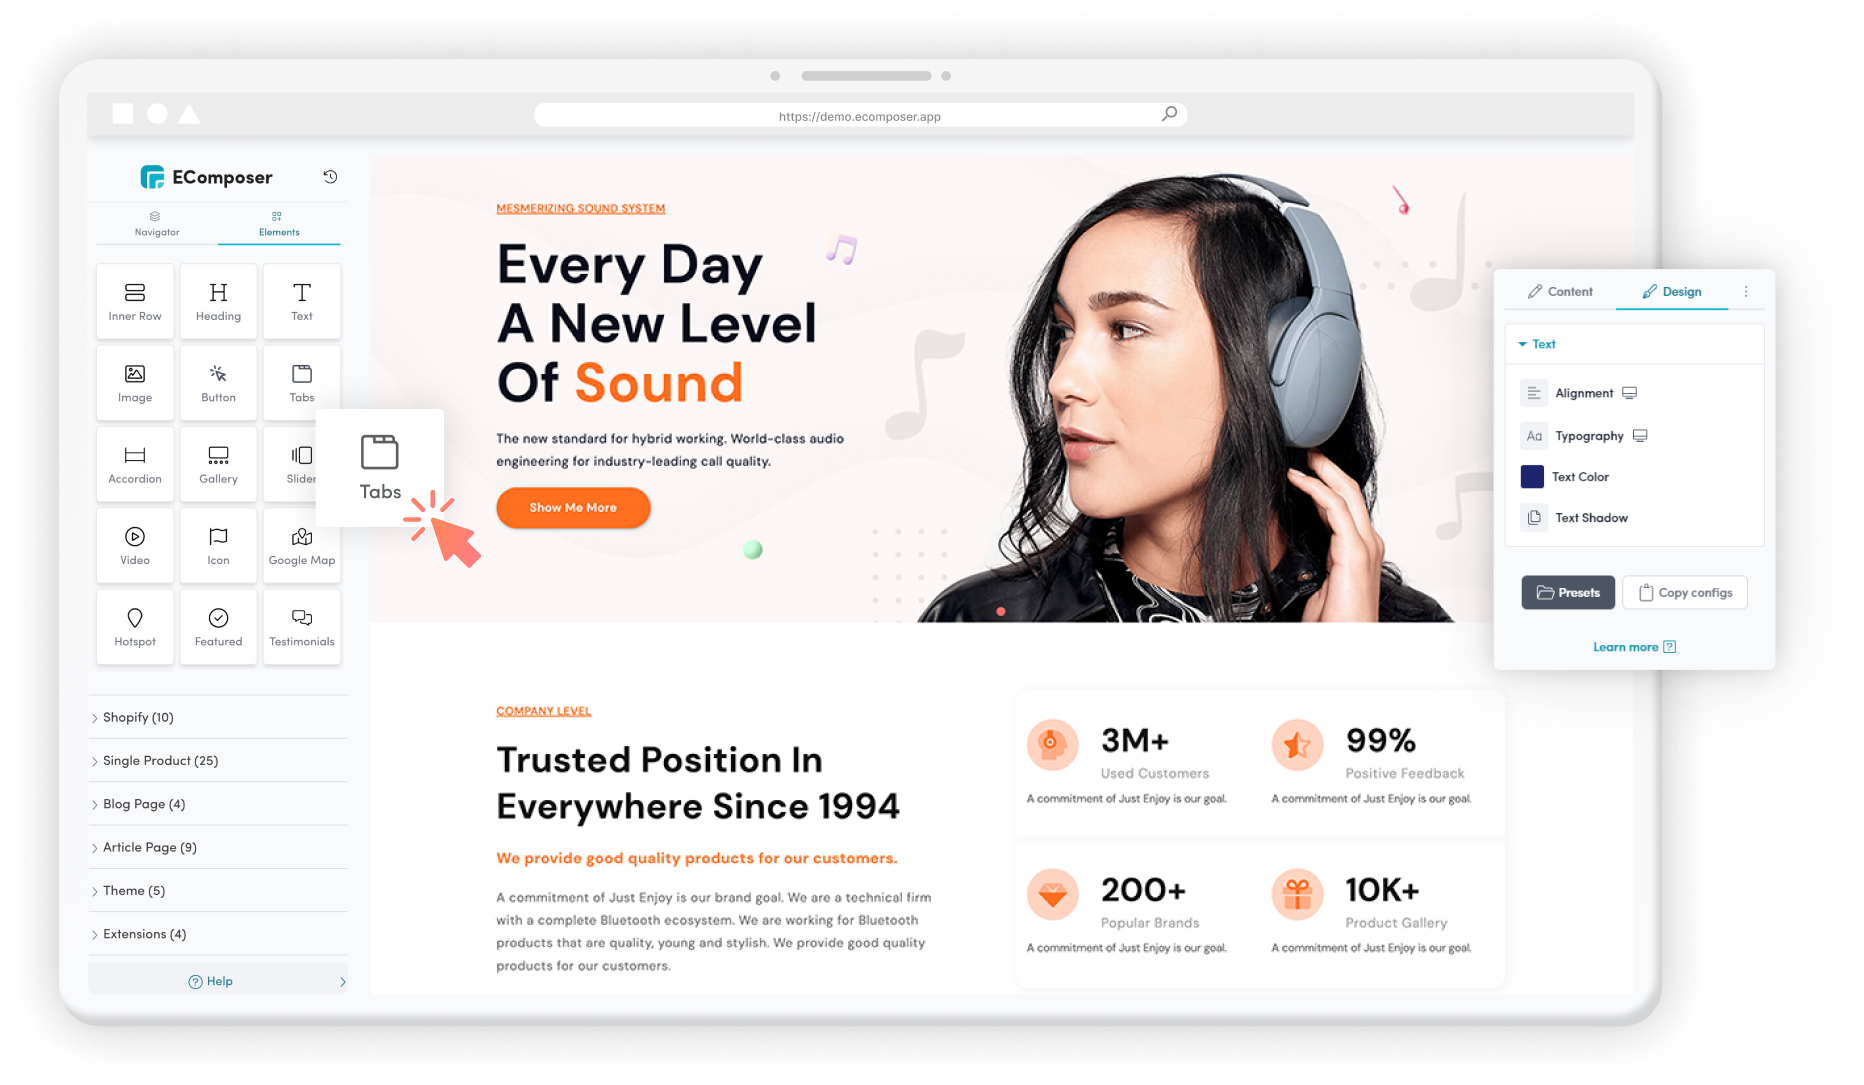 https://demo.ecomposer.app
EComposer
Navigator
Elements
Inner Row
Heading
Text
Image
Button
Tabs
Accordion
Gallery
Slider
Tabs
Video
Icon
Google Map
Hotspot
Featured
Testimonials
Shopify (10)
Single Product (25)
Blog Page (4)
Article Page (9)
Theme (5)
Extensions (4)
Help
MESMERIZING SOUND SYSTEM
Every Day
A New Level
Of Sound
The new standard for hybrid working. World-class audio
engineering for industry-leading call quality.
Show Me More
COMPANY LEVEL
Trusted Position In
Everywhere Since 1994
We provide good quality products for our customers.
A commitment of Just Enjoy is our brand goal. We are a technical firm
with a complete Bluetooth ecosystem. We are working for Bluetooth
products that are quality, young and stylish. We provide good quality
products for our customers.
3M+
Used Customers
A commitment of Just Enjoy is our goal.
99%
Positive Feedback
A commitment of Just Enjoy is our goal.
200+
Popular Brands
A commitment of Just Enjoy is our goal.
10K+
Product Gallery
A commitment of Just Enjoy is our goal.
Content
Design
Text
Alignment
Aa Typography
Text Color
Text Shadow
Presets
Copy configs
Learn more ?